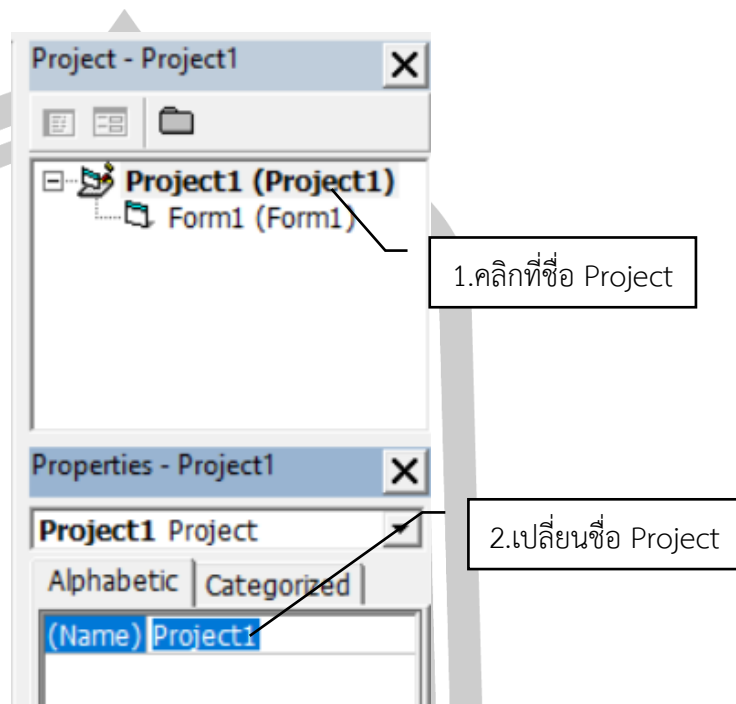 Project - Project1
Project1 (Project1)
Form1 (Form1)
1.คลิกที่ชื่อ Project
Properties - Project1
Project1 Project
2.เปลี่ยนชื่อ Project
Alphabetic Categorized
(Name) Project1